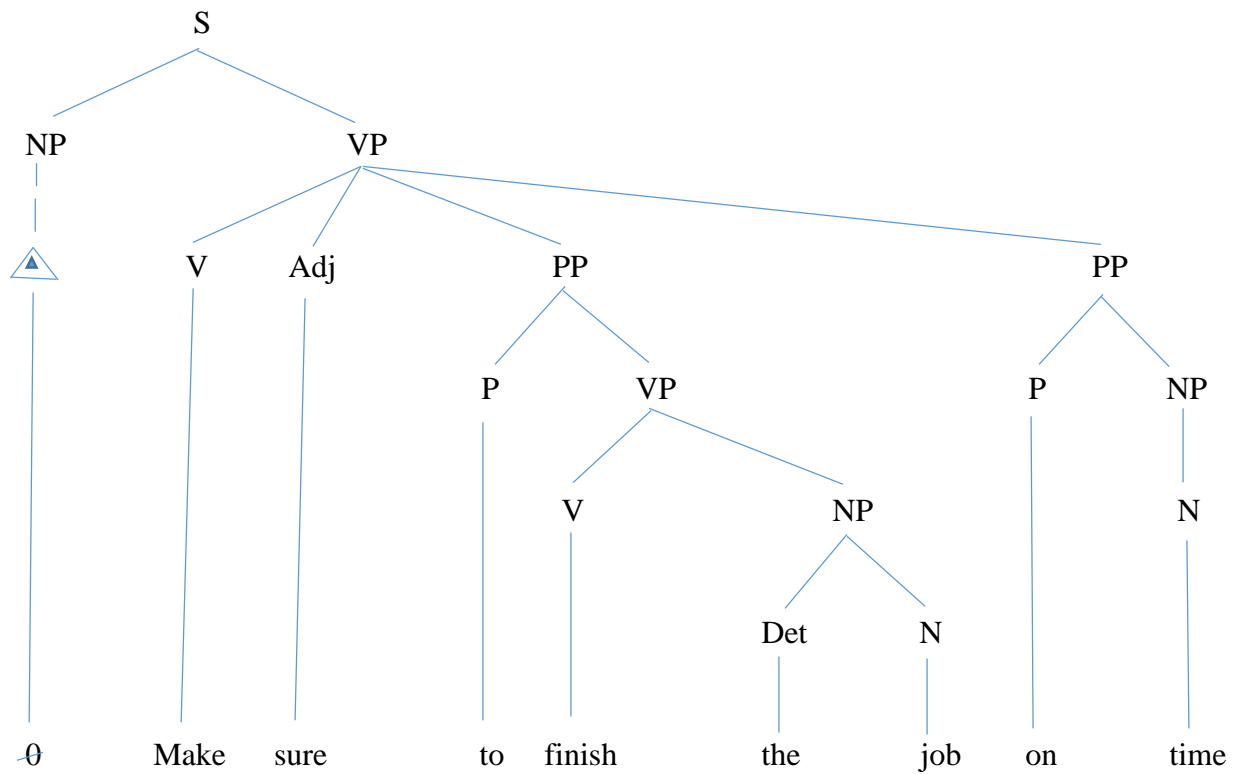 S
NP VP
V Adj PP PP
P VP P NP
V NP N
Det N
0 Make sure to finish the job on time